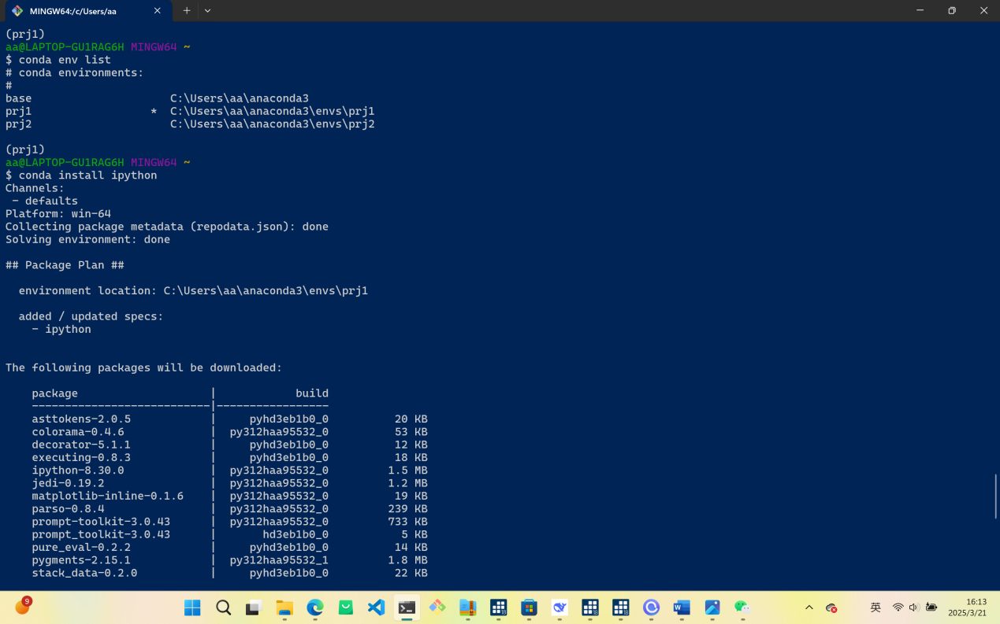 MINGW64:/c/Users/aa
(prj1)
aa@LAPTOP-GU1RAG6H MINGW64 ~
$ conda env list
# conda environments:
#
base                     C:\Users\aa\anaconda3
prj1                  *  C:\Users\aa\anaconda3\envs\prj1
prj2                     C:\Users\aa\anaconda3\envs\prj2
(prj1)
aa@LAPTOP-GU1RAG6H MINGW64 ~
$ conda install ipython
Channels:
 - defaults
Platform: win-64
Collecting package metadata (repodata.json): done
Solving environment: done
## Package Plan ##
  environment location: C:\Users\aa\anaconda3\envs\prj1
  added / updated specs:
    - ipython
The following packages will be downloaded:
    package                    |            build
    ---------------------------|-----------------
    asttokens-2.0.5            |     pyhd3eb1b0_0          20 KB
    colorama-0.4.6             |  py312haa95532_0          53 KB
    decorator-5.1.1            |     pyhd3eb1b0_0          12 KB
    executing-0.8.3            |     pyhd3eb1b0_0          18 KB
    ipython-8.30.0             |  py312haa95532_0         1.5 MB
    jedi-0.19.2                |  py312haa95532_0         1.2 MB
    matplotlib-inline-0.1.6    |  py312haa95532_0          19 KB
    parso-0.8.4                |  py312haa95532_0         239 KB
    prompt-toolkit-3.0.43      |  py312haa95532_0         733 KB
    prompt_toolkit-3.0.43      |       hd3eb1b0_0           5 KB
    pure_eval-0.2.2            |     pyhd3eb1b0_0          14 KB
    pygments-2.15.1            |  py312haa95532_1         1.8 MB
    stack_data-0.2.0           |     pyhd3eb1b0_0          22 KB
9
英
16:13
2025/3/21